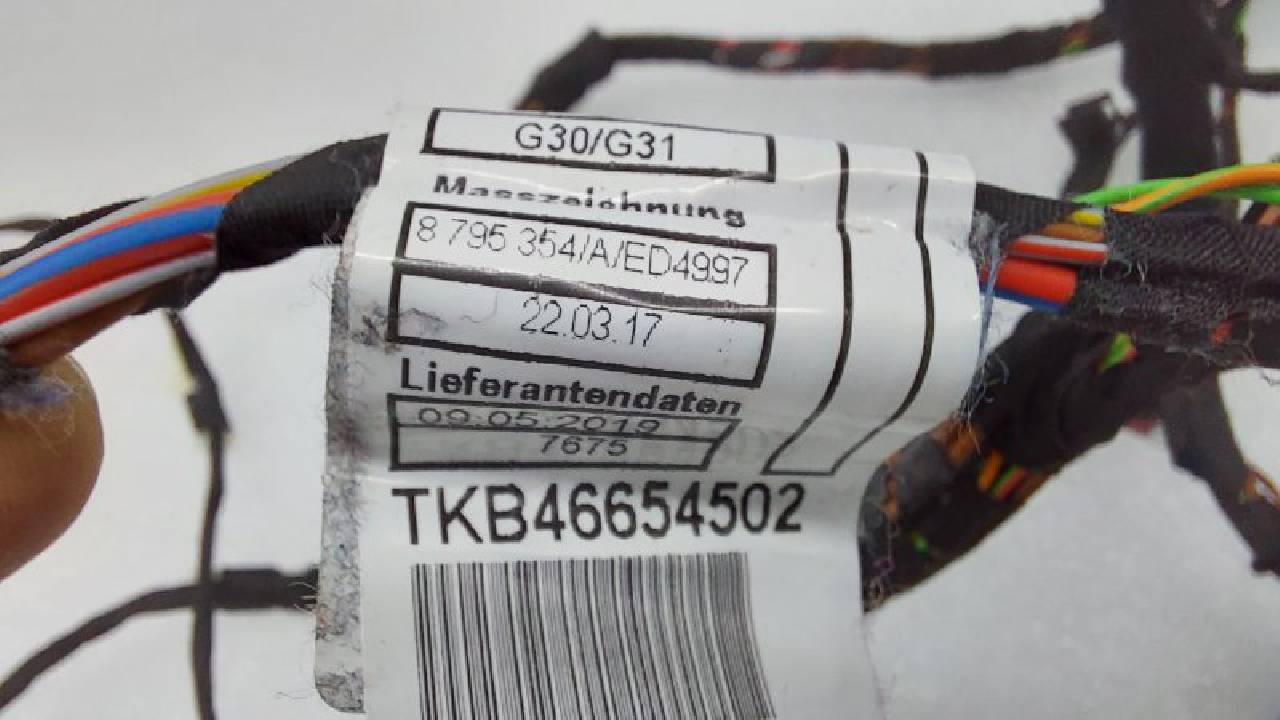 G30/G31
Masszeichnung
8 795 354/A/ED4997
22.03.17
Lieferantendaten
09.05.2019
7675
TKB46654502